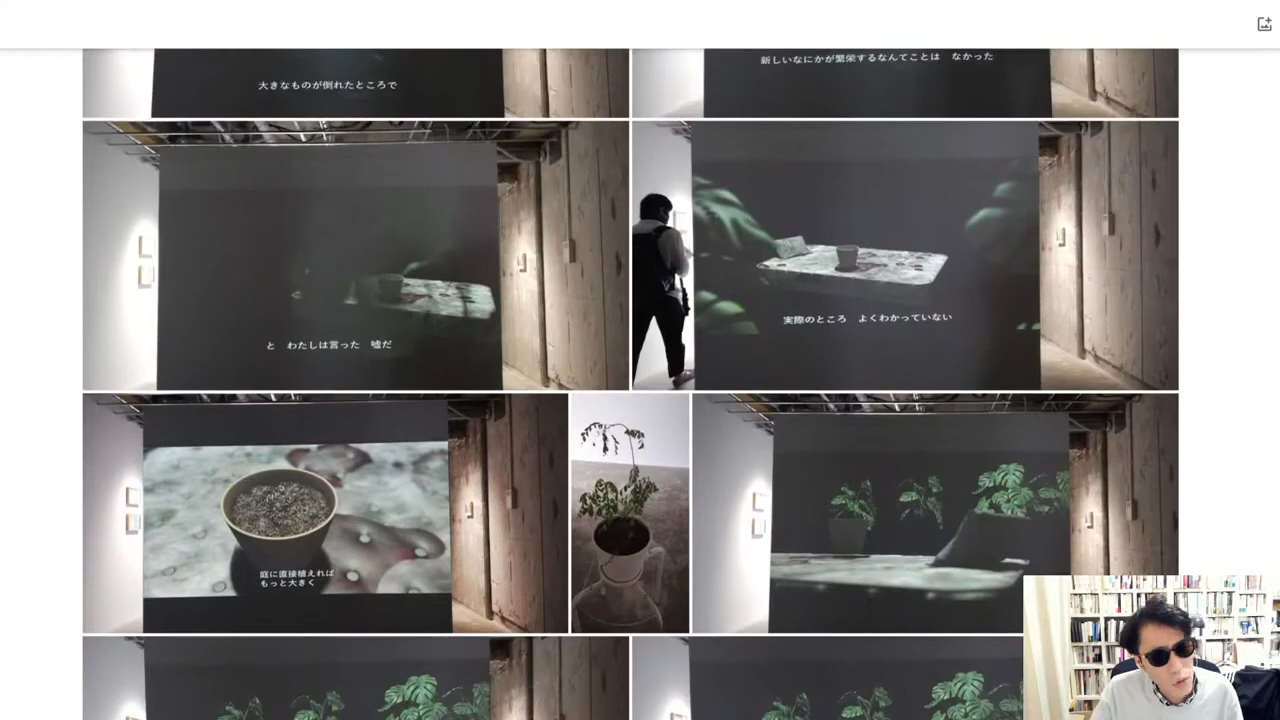 大きなものが倒れたところで
新しいなにかが繁栄するなんてことは なかった
と わたしは言った 嘘だ
実際のところ よくわかっていない
庭に直接植えれば
もっと大きく